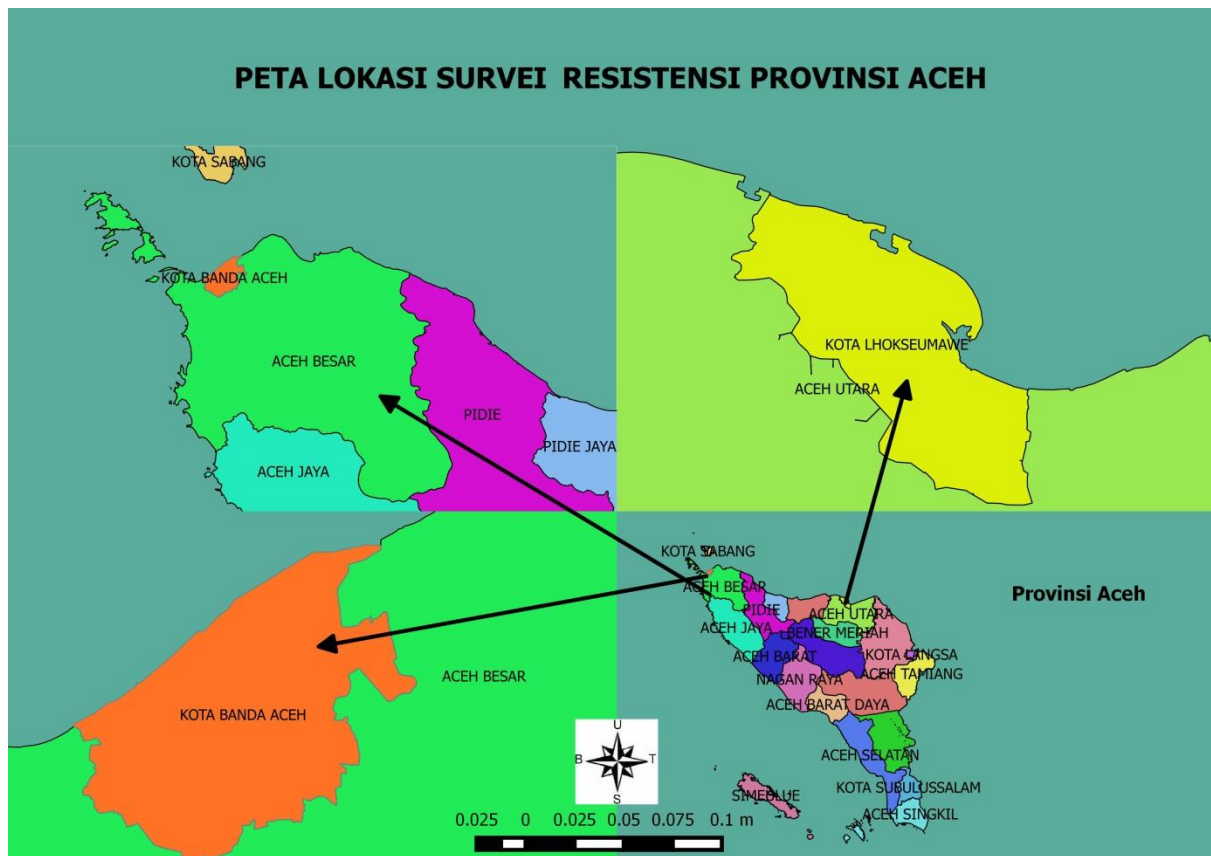 PETA LOKASI SURVEI  RESISTENSI PROVINSI ACEH
KOTA SABANG
KOTA BANDA ACEH
ACEH BESAR
PIDIE
PIDIE JAYA
ACEH JAYA
KOTA LHOKSEUMAWE
ACEH UTARA
KOTA BANDA ACEH
ACEH BESAR
Provinsi Aceh
KOTA SABANG
ACEH BESAR
PIDIE
ACEH UTARA
ACEH JAYA
BENER MERIAH
ACEH BARAT
KOTA LANGSA
NAGAN RAYA
ACEH TAMIANG
ACEH BARAT DAYA
ACEH SELATAN
SIMEULUE
KOTA SUBULUSSALAM
ACEH SINGKIL
U
B T
S
0.025 0 0.025 0.05 0.075 0.1 m